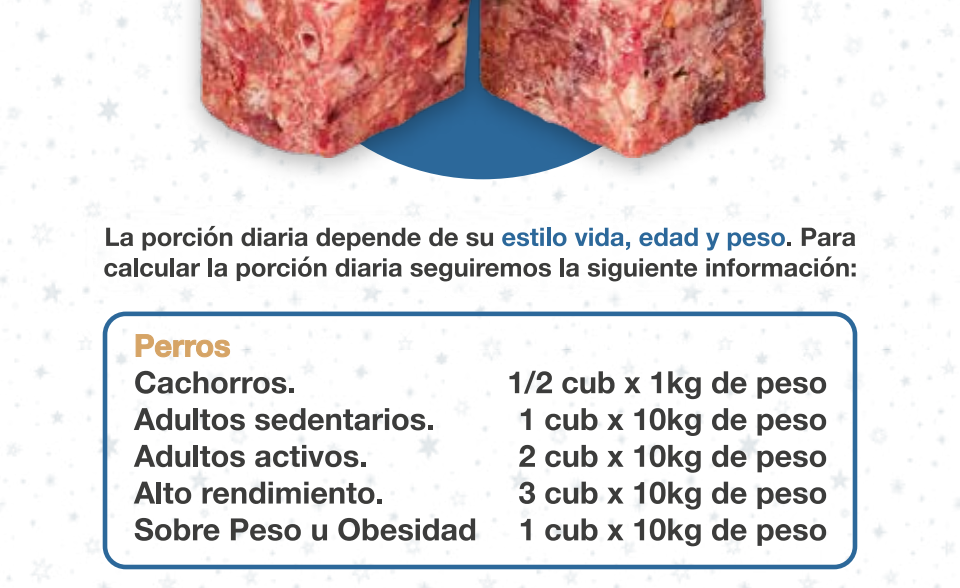 La porción diaria depende de su estilo vida, edad y peso. Para
calcular la porción diaria seguiremos la siguiente información:
Perros
Cachorros. 1/2 cub x 1kg de peso
Adultos sedentarios. 1 cub x 10kg de peso
Adultos activos. 2 cub x 10kg de peso
Alto rendimiento. 3 cub x 10kg de peso
Sobre Peso u Obesidad 1 cub x 10kg de peso